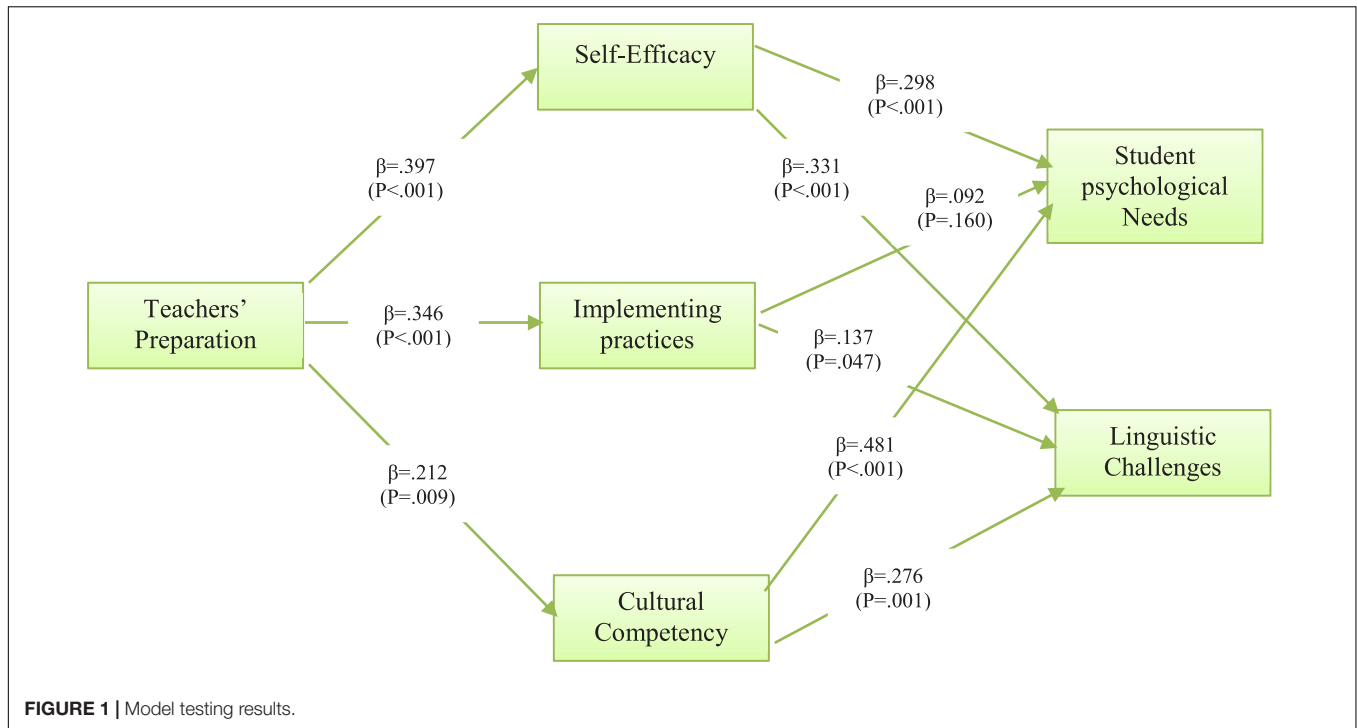 Self-Efficacy
β=.298
(P<.001)
Student
psychological
Needs
β=.397
(P<.001)
β=.331
(P<.001)
β=.092
(P=.160)
Teachers'
Preparation
β=.346
(P<.001)
Implementing
practices
β=.137
(P=.047)
Linguistic
Challenges
β=.212
(P=.009)
β=.481
(P<.001)
Cultural
Competency
β=.276
(P=.001)
FIGURE 1 | Model testing results.